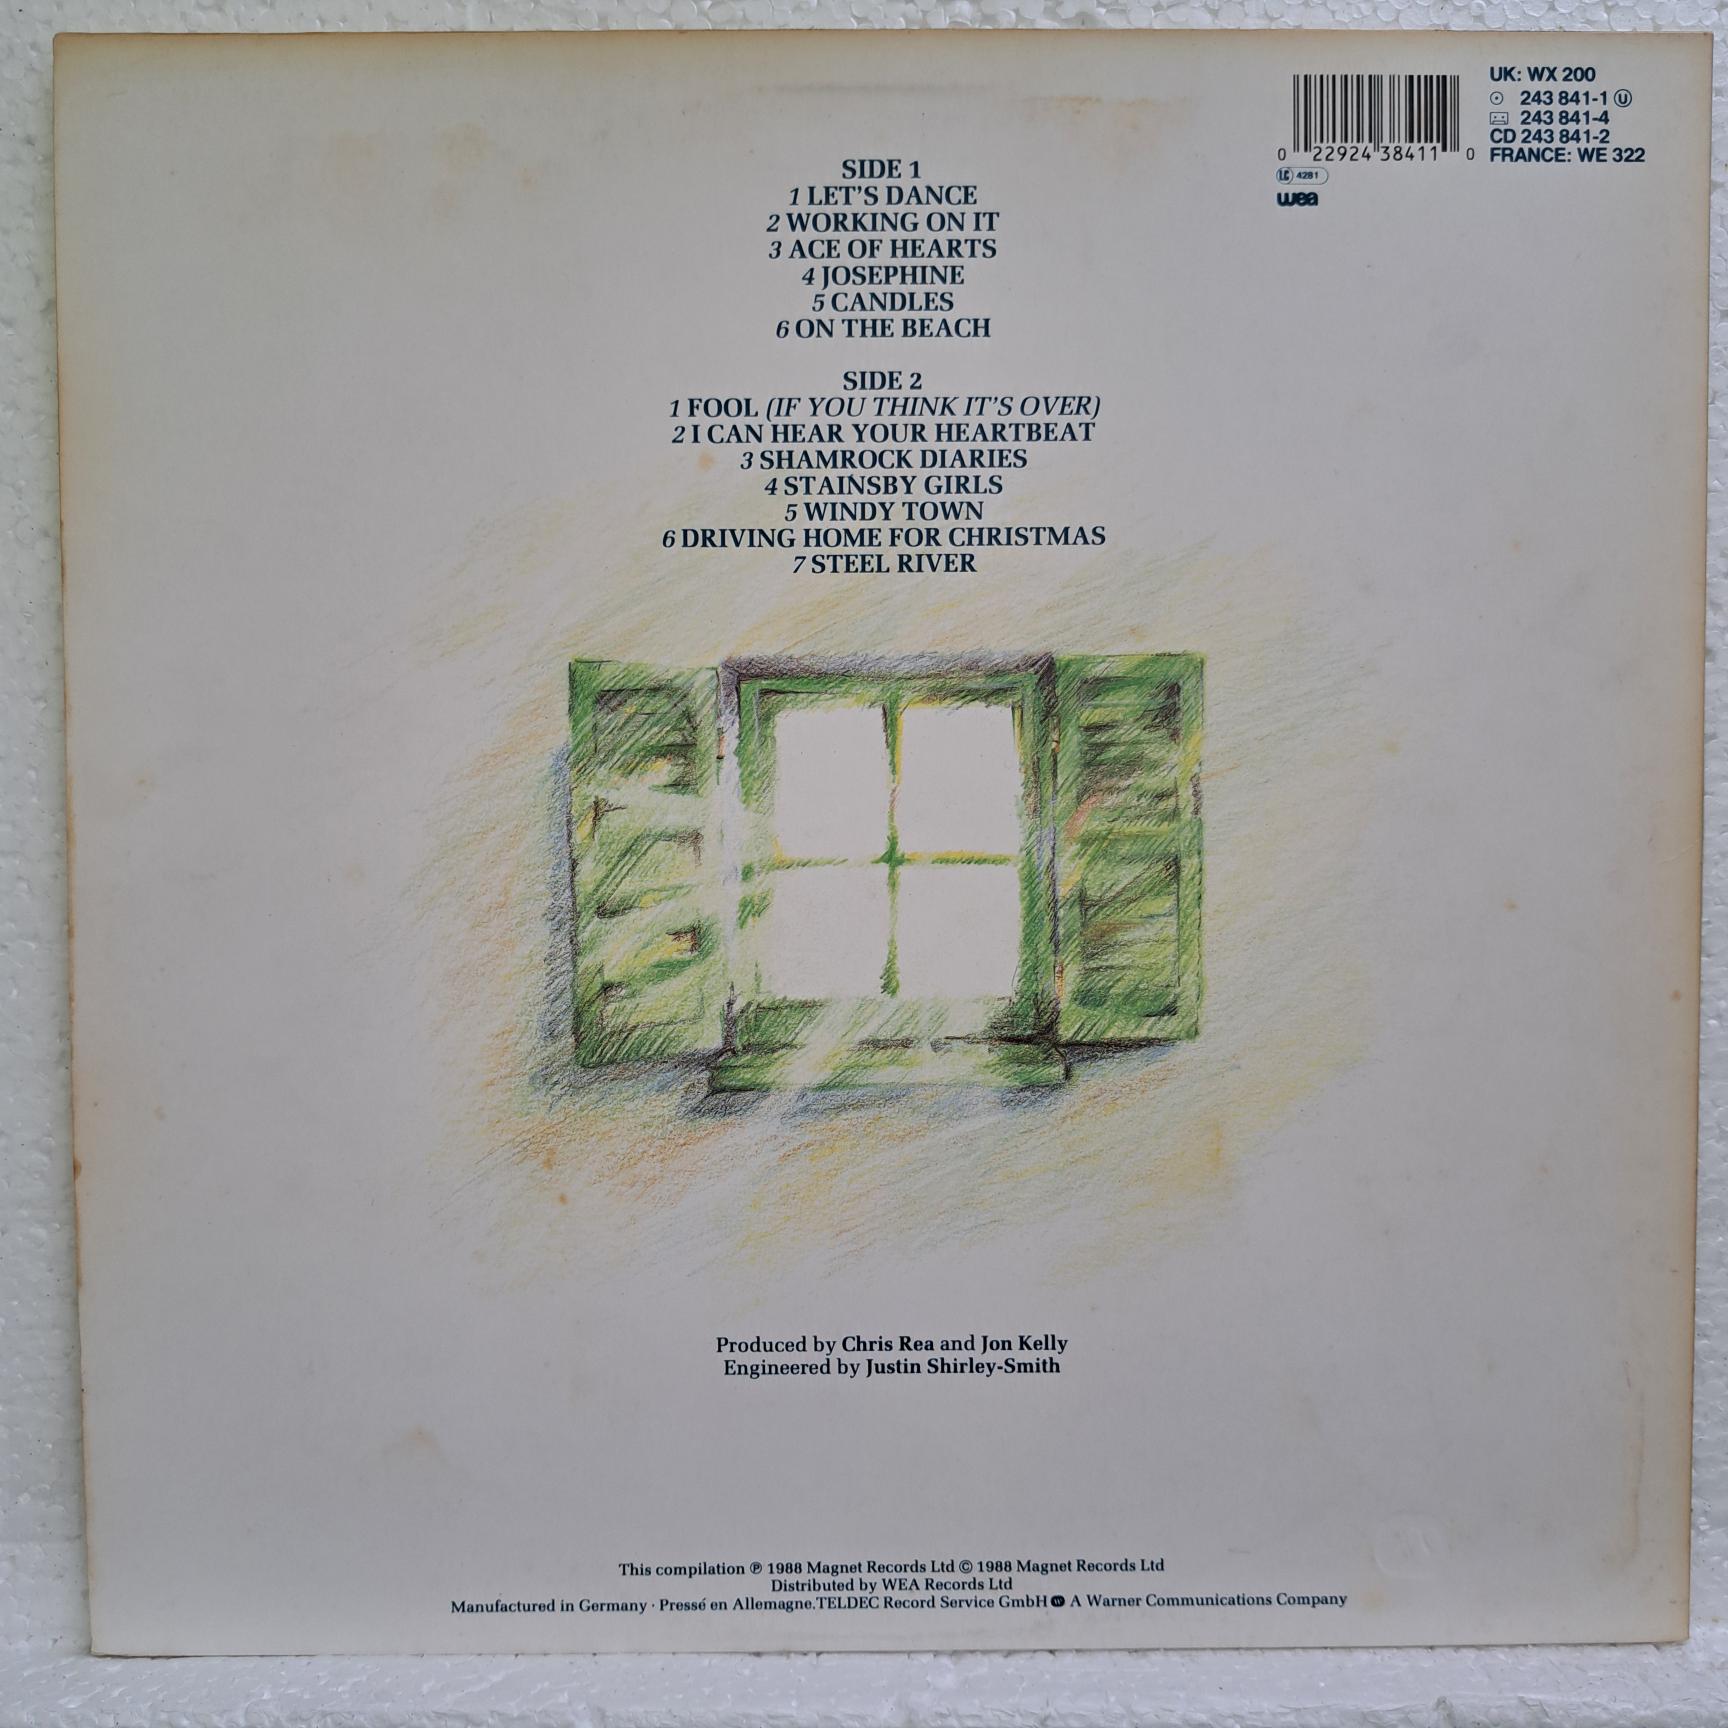 UK: WX 200
243 841-1 Ⓤ
243 841-4
CD 243 841-2
FRANCE: WE 322
0 22924 38411 0
LC 4281
wea
SIDE 1
1 LET'S DANCE
2 WORKING ON IT
3 ACE OF HEARTS
4 JOSEPHINE
5 CANDLES
6 ON THE BEACH
SIDE 2
1 FOOL (IF YOU THINK IT'S OVER)
2 I CAN HEAR YOUR HEARTBEAT
3 SHAMROCK DIARIES
4 STAINSBY GIRLS
5 WINDY TOWN
6 DRIVING HOME FOR CHRISTMAS
7 STEEL RIVER
Produced by Chris Rea and Jon Kelly
Engineered by Justin Shirley-Smith
This compilation ℗ 1988 Magnet Records Ltd © 1988 Magnet Records Ltd
Distributed by WEA Records Ltd
Manufactured in Germany · Pressé en Allemagne.TELDEC Record Service GmbH A Warner Communications Company